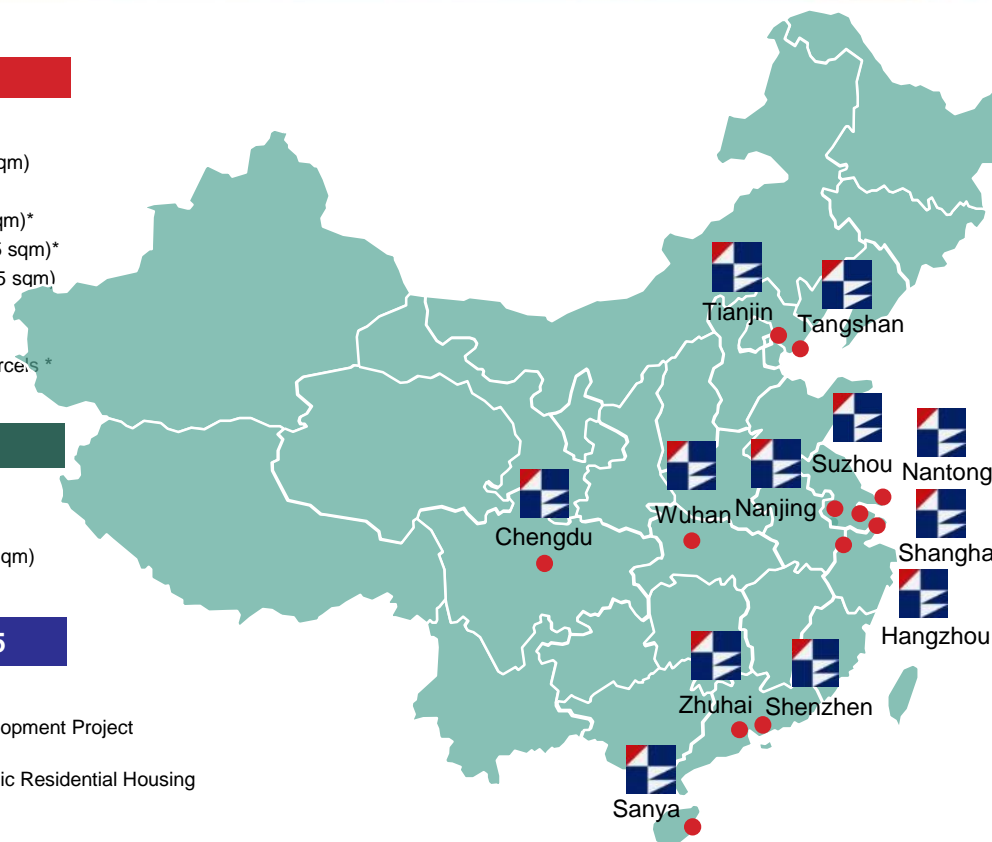 qm)
qm)*
5 sqm)*
5 sqm)
rcels *
qm)
5
opment Project
ic Residential Housing
Tianjin
Tangshan
Suzhou
Nantong
Chengdu
Wuhan
Nanjing
Shangha
Hangzhou
Zhuhai
Shenzhen
Sanya